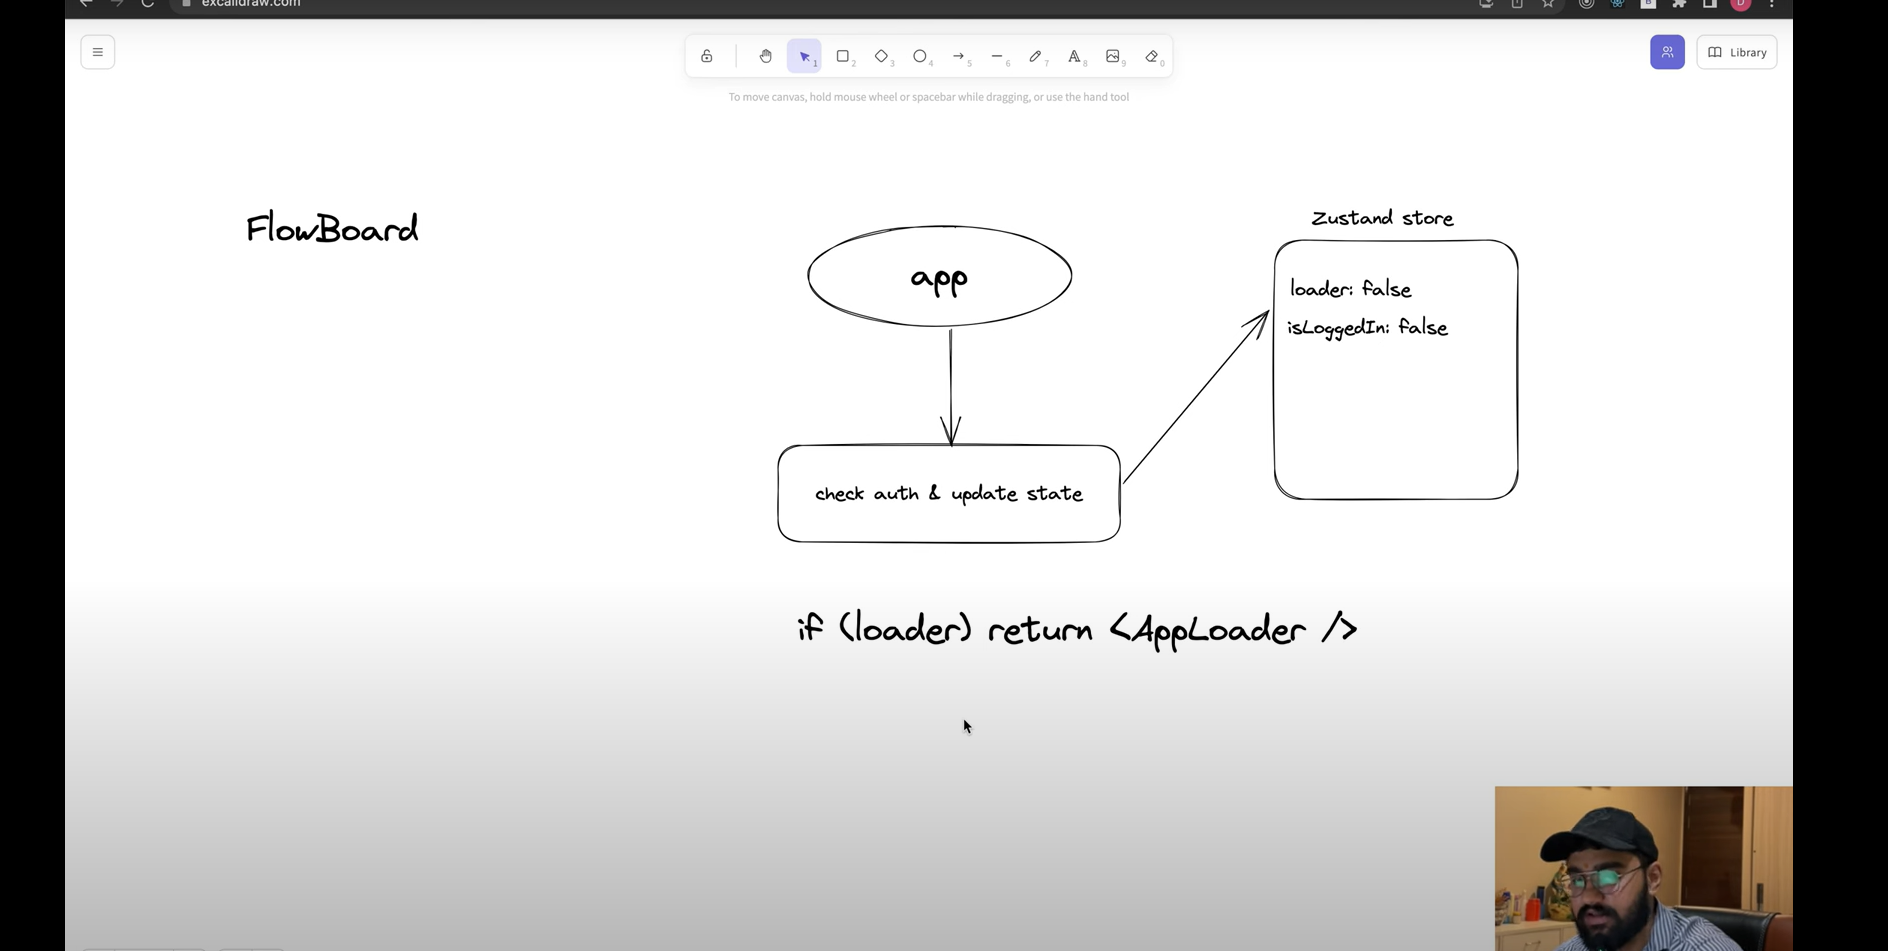 excalidraw.com
1
2
3
4
5
6
7
8
9
0
Library
To move canvas, hold mouse wheel or spacebar while dragging, or use the hand tool
FlowBoard
app
Zustand store
loader: false
isLoggedIn: false
check auth & update state
if (loader) return <AppLoader />